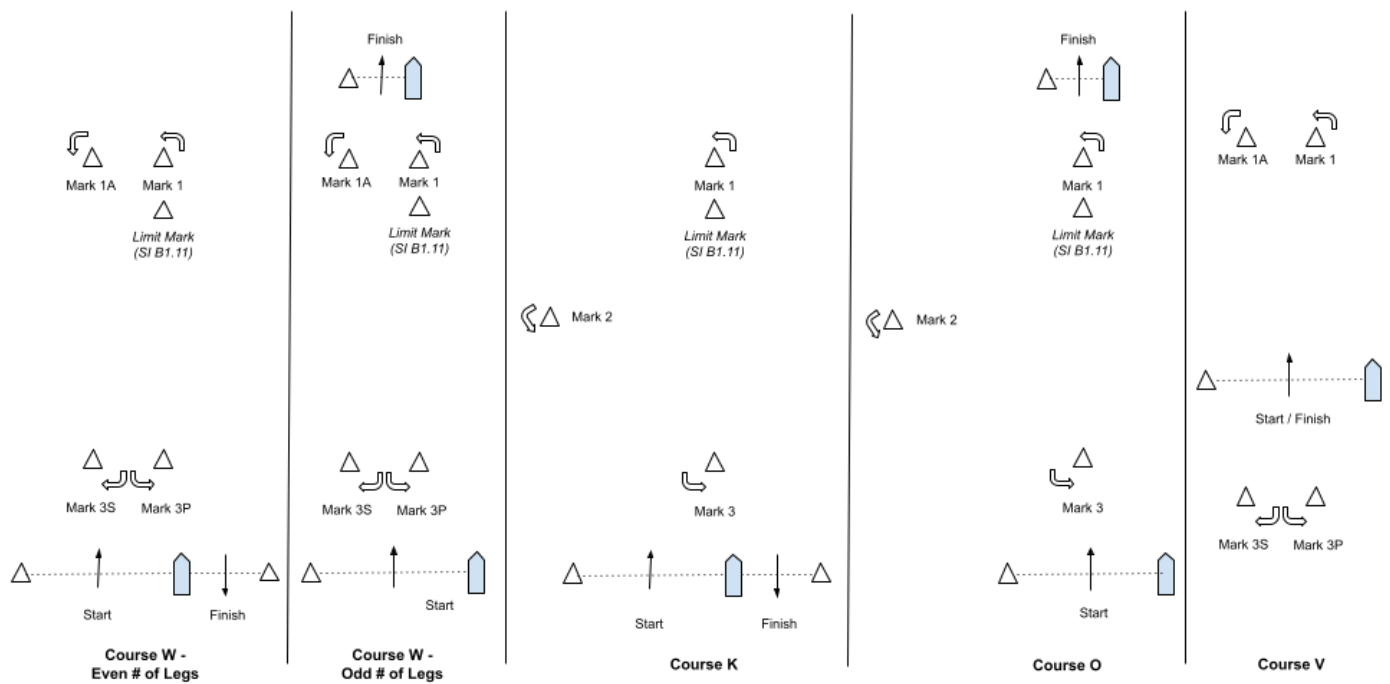 Mark 1A
Mark 1
Limit Mark
(SI B1.11)
Mark 3S
Mark 3P
Start
Finish
Course W -
Even # of Legs
Finish
Mark 1A
Mark 1
Limit Mark
(SI B1.11)
Mark 3S
Mark 3P
Start
Course W -
Odd # of Legs
Mark 1
Limit Mark
(SI B1.11)
Mark 2
Mark 3
Start
Finish
Course K
Finish
Mark 1
Limit Mark
(SI B1.11)
Mark 2
Mark 3
Start
Course O
Mark 1A
Mark 1
Start / Finish
Mark 3S
Mark 3P
Course V